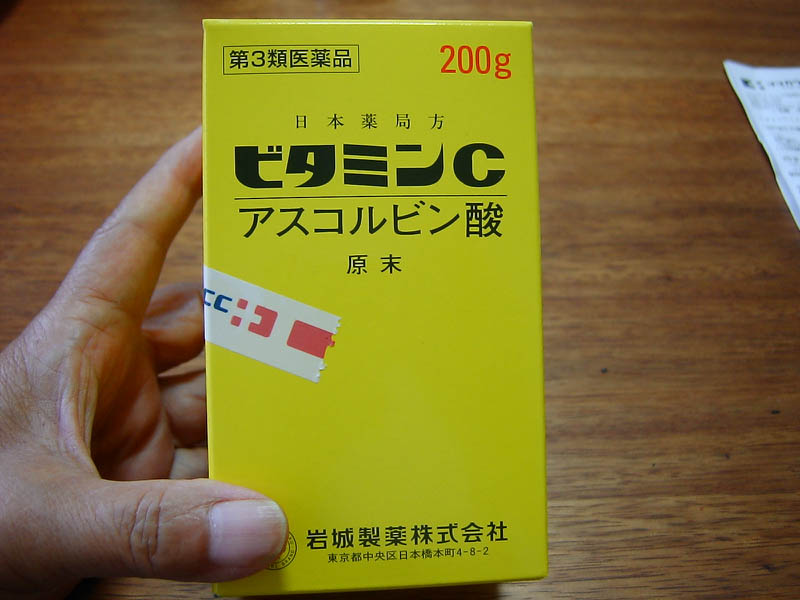 第3類医薬品
200g
日本薬局方
ビタミンC
アスコルビン酸
原末
岩城製薬株式会社
東京都中央区日本橋本町4-8-2